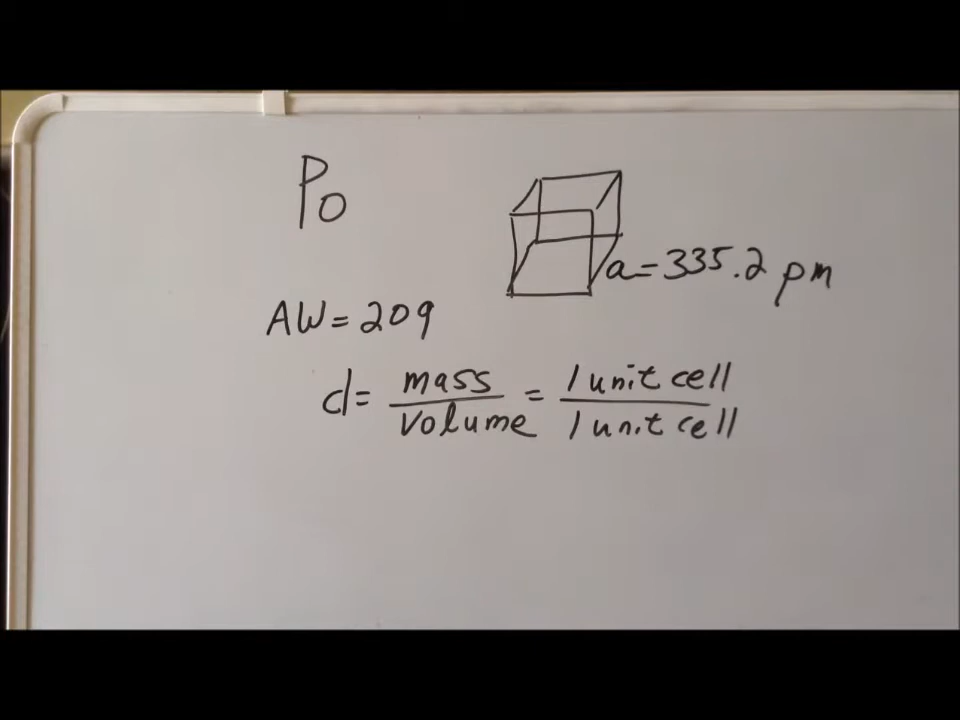 Po
a=335.2 pm
AW=209
d= mass/Volume = 1 unit cell/1 unit cell